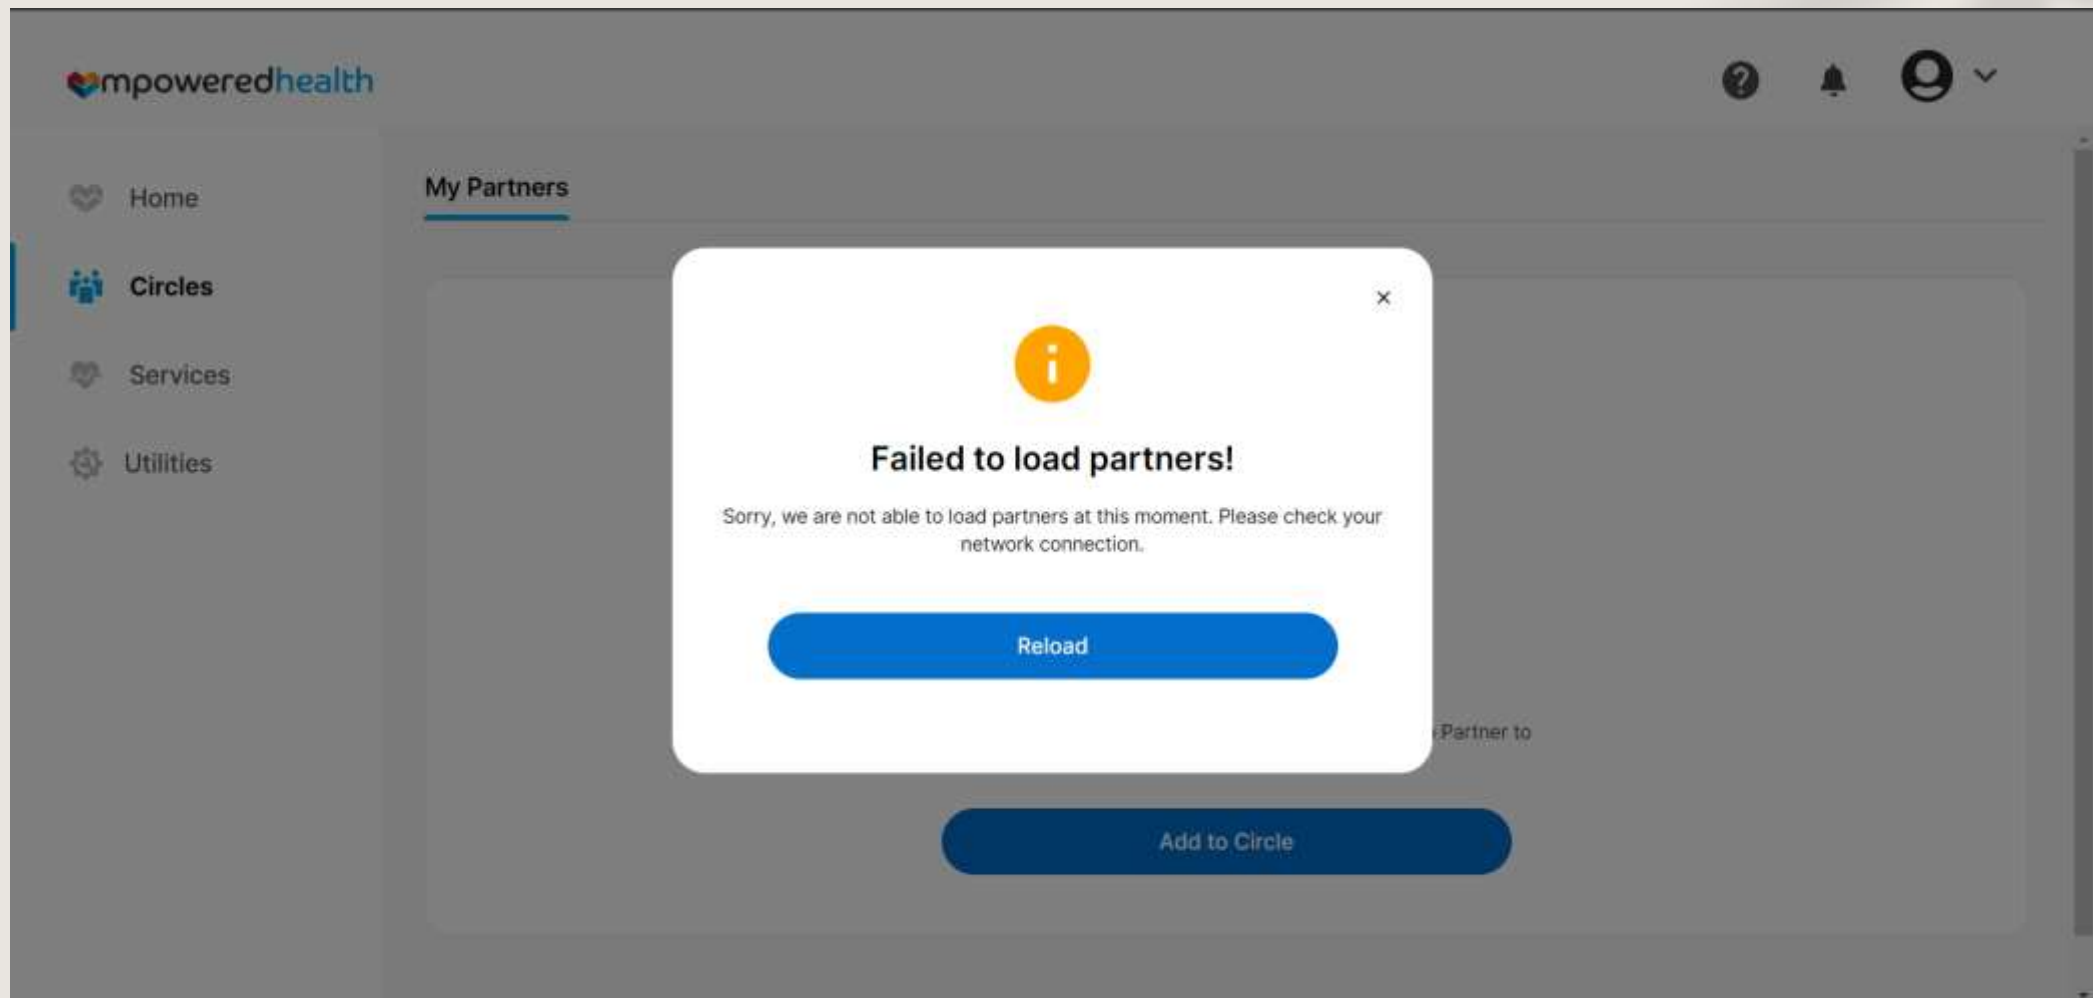 mpoweredhealth
Home
Circles
Services
Utilities
My Partners
Failed to load partners!
Sorry, we are not able to load partners at this moment. Please check your
network connection.
Reload
Partner to
Add to Circle